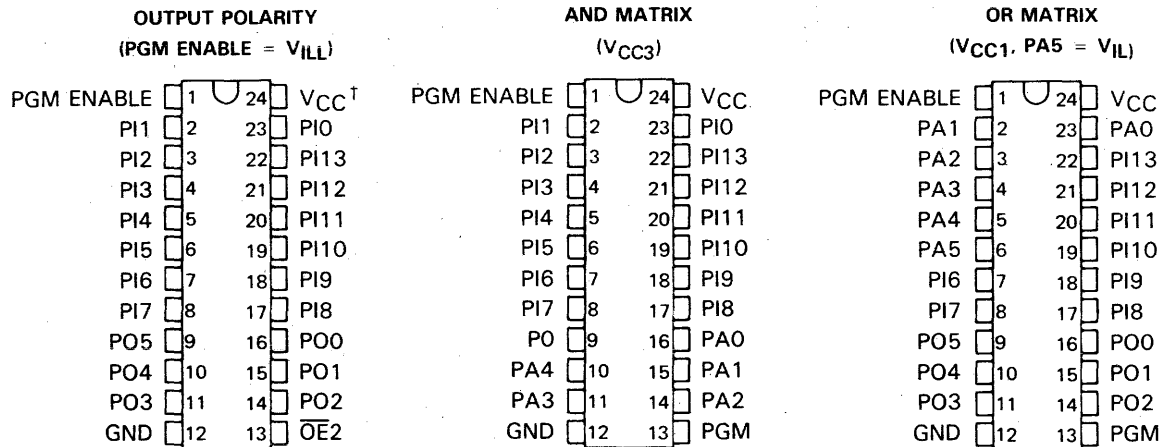 OUTPUT POLARITY
(PGM ENABLE = VILL)
PGM ENABLE 1 24 VCC†
PI1 2 23 PI0
PI2 3 22 PI13
PI3 4 21 PI12
PI4 5 20 PI11
PI5 6 19 PI10
PI6 7 18 PI9
PI7 8 17 PI8
PO5 9 16 PO0
PO4 10 15 PO1
PO3 11 14 PO2
GND 12 13 O̅E̅2
AND MATRIX
(VCC3)
PGM ENABLE 1 24 VCC
PI1 2 23 PI0
PI2 3 22 PI13
PI3 4 21 PI12
PI4 5 20 PI11
PI5 6 19 PI10
PI6 7 18 PI9
PI7 8 17 PI8
PO 9 16 PA0
PA4 10 15 PA1
PA3 11 14 PA2
GND 12 13 PGM
OR MATRIX
(VCC1, PA5 = VIL)
PGM ENABLE 1 24 VCC
PA1 2 23 PA0
PA2 3 22 PI13
PA3 4 21 PI12
PA4 5 20 PI11
PA5 6 19 PI10
PI6 7 18 PI9
PI7 8 17 PI8
PO5 9 16 PO0
PO4 10 15 PO1
PO3 11 14 PO2
GND 12 13 PGM